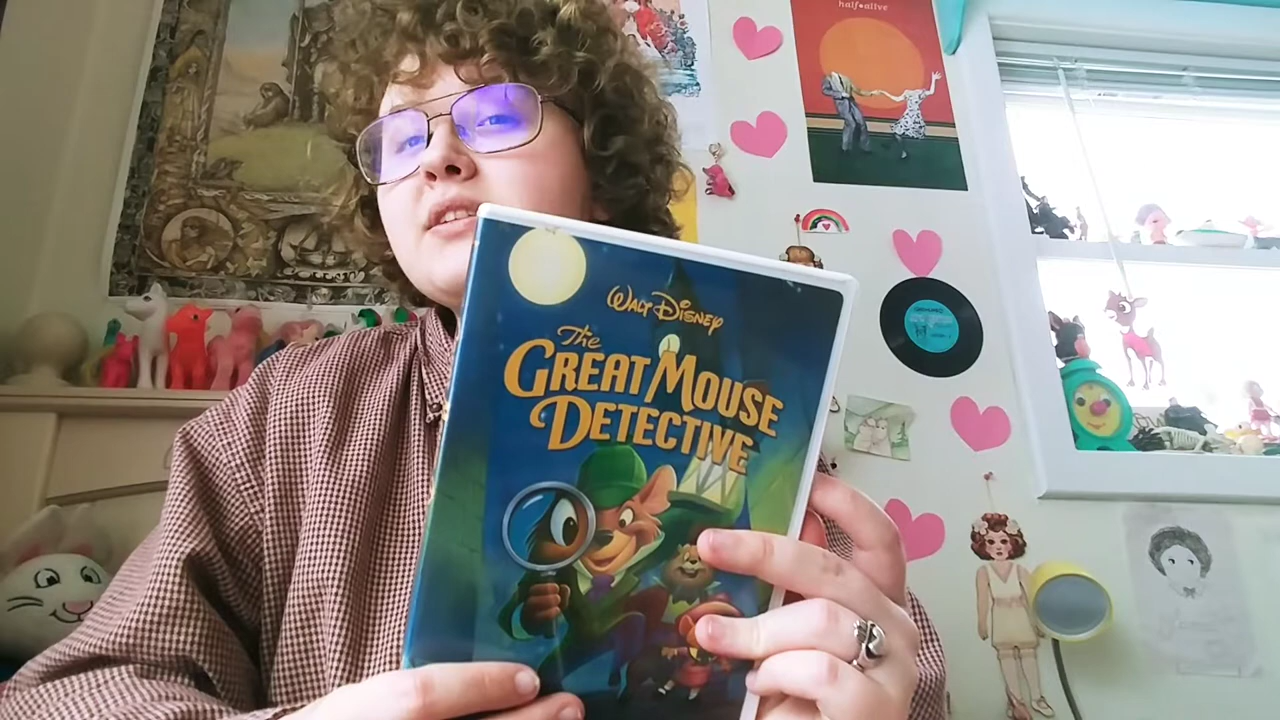 half•alive
WALT DISNEY
The
GREAT MOUSE
DETECTIVE